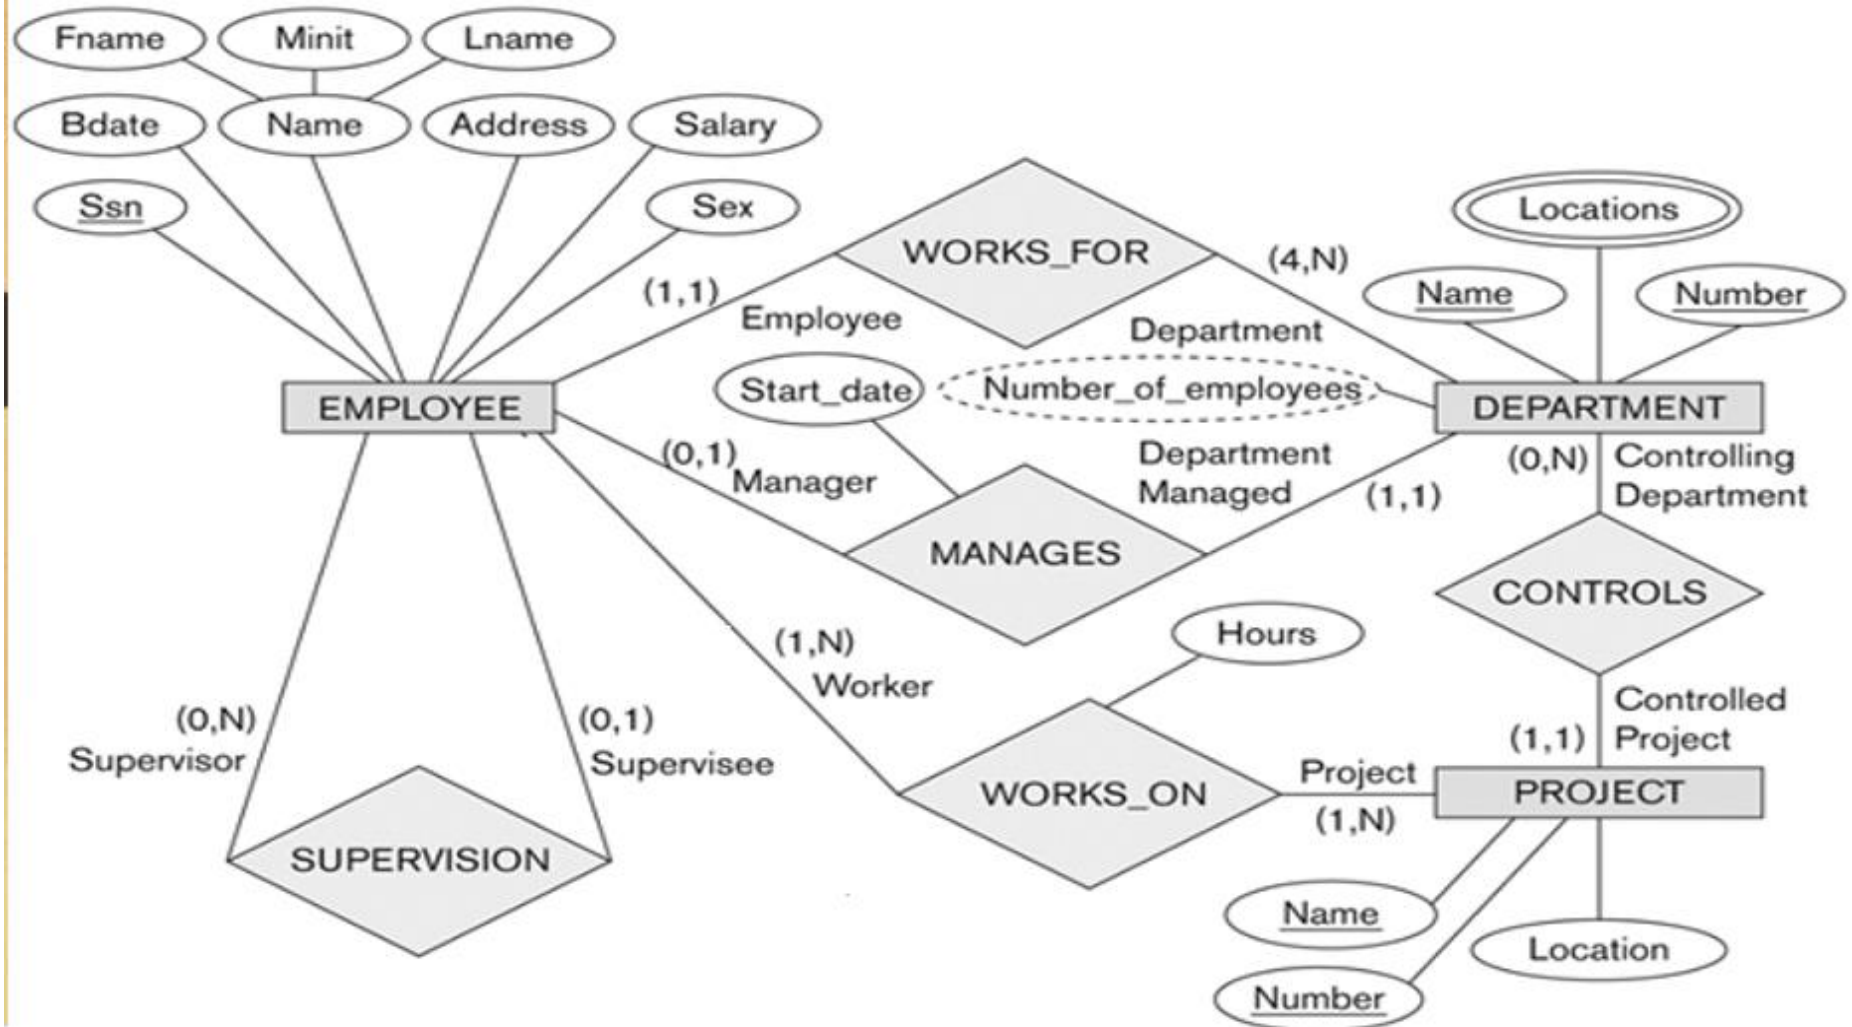 Fname
Minit
Lname
Bdate
Name
Address
Salary
Ssn
Sex
WORKS_FOR
Locations
(4,N)
(1,1)
Name
Number
Employee
Department
Start_date
Number_of_employees
EMPLOYEE
DEPARTMENT
(0,1)
Manager
Department
Managed
(1,1)
(0,N)
Controlling
Department
MANAGES
CONTROLS
Hours
(1,N)
Worker
(0,N)
Supervisor
(0,1)
Supervisee
Controlled
Project
(1,1)
WORKS_ON
Project
(1,N)
PROJECT
SUPERVISION
Name
Location
Number